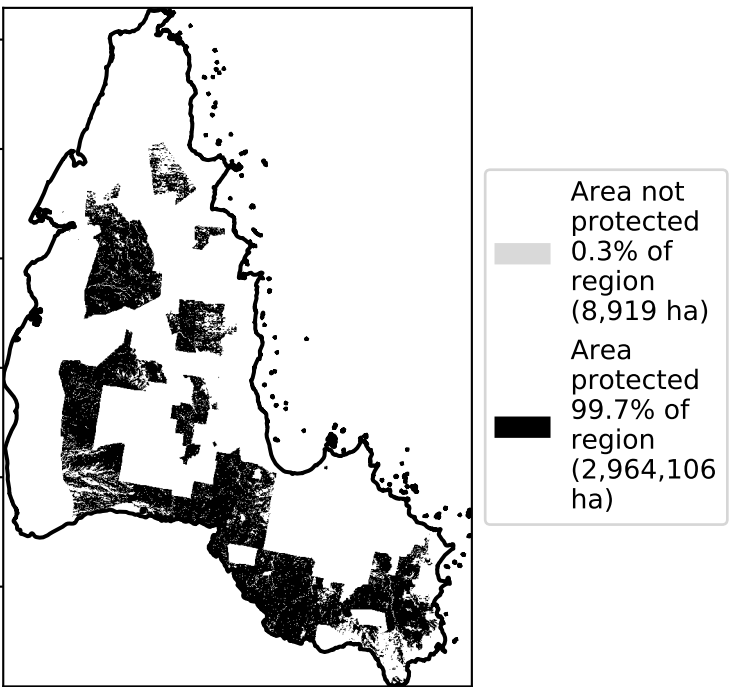 Area not
protected
0.3% of
region
(8,919 ha)
Area
protected
99.7% of
region
(2,964,106
ha)